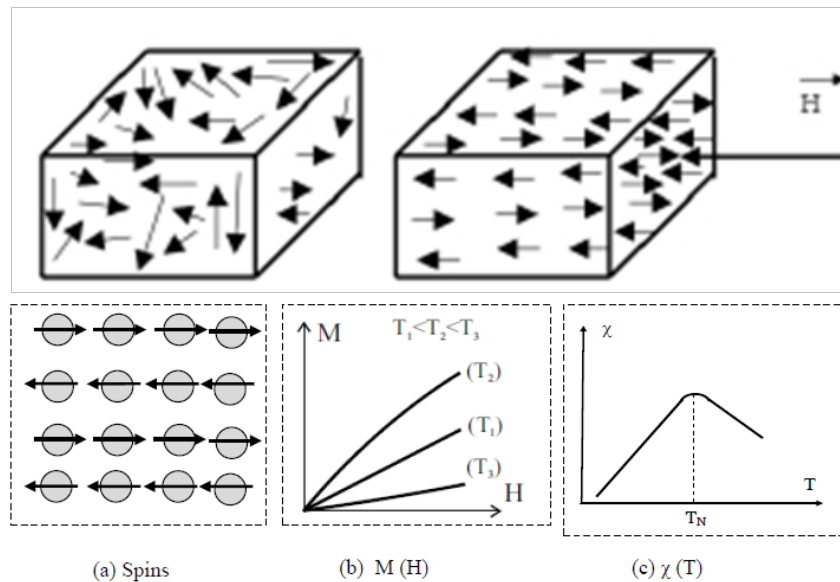 H
M
T₁<T₂<T₃
(T₂)
(T₁)
(T₃)
H
χ
T
T_N
(a) Spins
(b) M (H)
(c) χ (T)